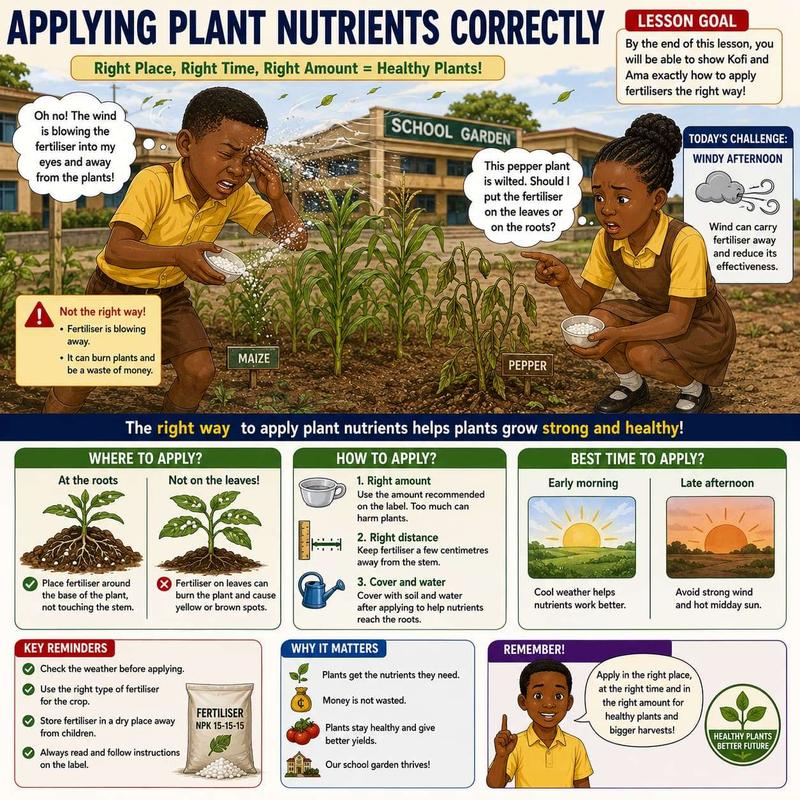 APPLYING PLANT NUTRIENTS CORRECTLY
Right Place, Right Time, Right Amount = Healthy Plants!
LESSON GOAL
By the end of this lesson, you
will be able to show Kofi and
Ama exactly how to apply
fertilisers the right way!
Oh no! The wind
is blowing the
fertiliser into my
eyes and away
from the plants!
SCHOOL GARDEN
This pepper plant
is wilted. Should I
put the fertiliser
on the leaves or
on the roots?
TODAY'S CHALLENGE:
WINDY AFTERNOON
Wind can carry
fertiliser away
and reduce its
effectiveness.
Not the right way!
• Fertiliser is blowing
away.
• It can burn plants and
be a waste of money.
MAIZE
PEPPER
The right way to apply plant nutrients helps plants grow strong and healthy!
WHERE TO APPLY?
At the roots
Place fertiliser around
the base of the plant,
not touching the stem.
Not on the leaves!
Fertiliser on leaves can
burn the plant and cause
yellow or brown spots.
HOW TO APPLY?
1. Right amount
Use the amount recommended
on the label. Too much can
harm plants.
2. Right distance
Keep fertiliser a few centimetres
away from the stem.
3. Cover and water
Cover with soil and water
after applying to help nutrients
reach the roots.
BEST TIME TO APPLY?
Early morning
Cool weather helps
nutrients work better.
Late afternoon
Avoid strong wind
and hot midday sun.
KEY REMINDERS
Check the weather before applying.
Use the right type of fertiliser
for the crop.
Store fertiliser in a dry place away
from children.
Always read and follow instructions
on the label.
FERTILISER
NPK 15-15-15
WHY IT MATTERS
Plants get the nutrients they need.
₵
Money is not wasted.
Plants stay healthy and give
better yields.
Our school garden thrives!
REMEMBER!
Apply in the right place,
at the right time and in
the right amount for
healthy plants and
bigger harvests!
HEALTHY PLANTS
BETTER FUTURE